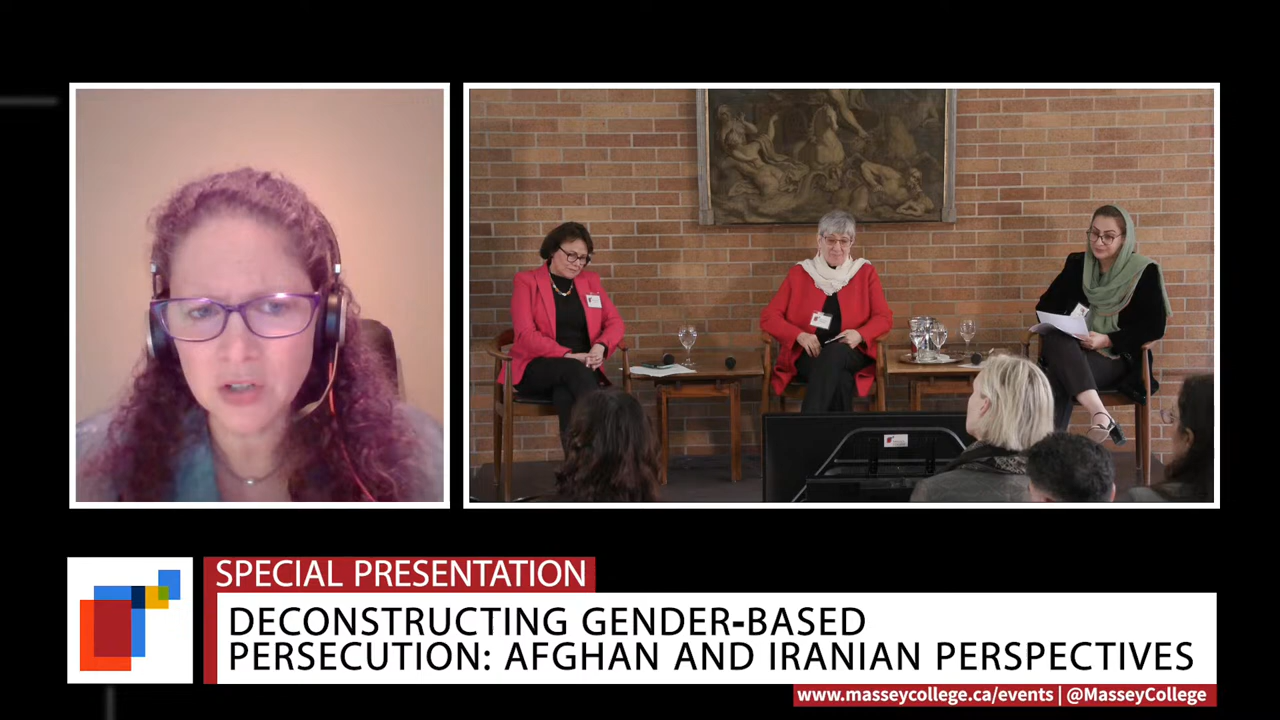 SPECIAL PRESENTATION
DECONSTRUCTING GENDER-BASED
PERSECUTION: AFGHAN AND IRANIAN PERSPECTIVES
www.masseycollege.ca/events | @MasseyCollege